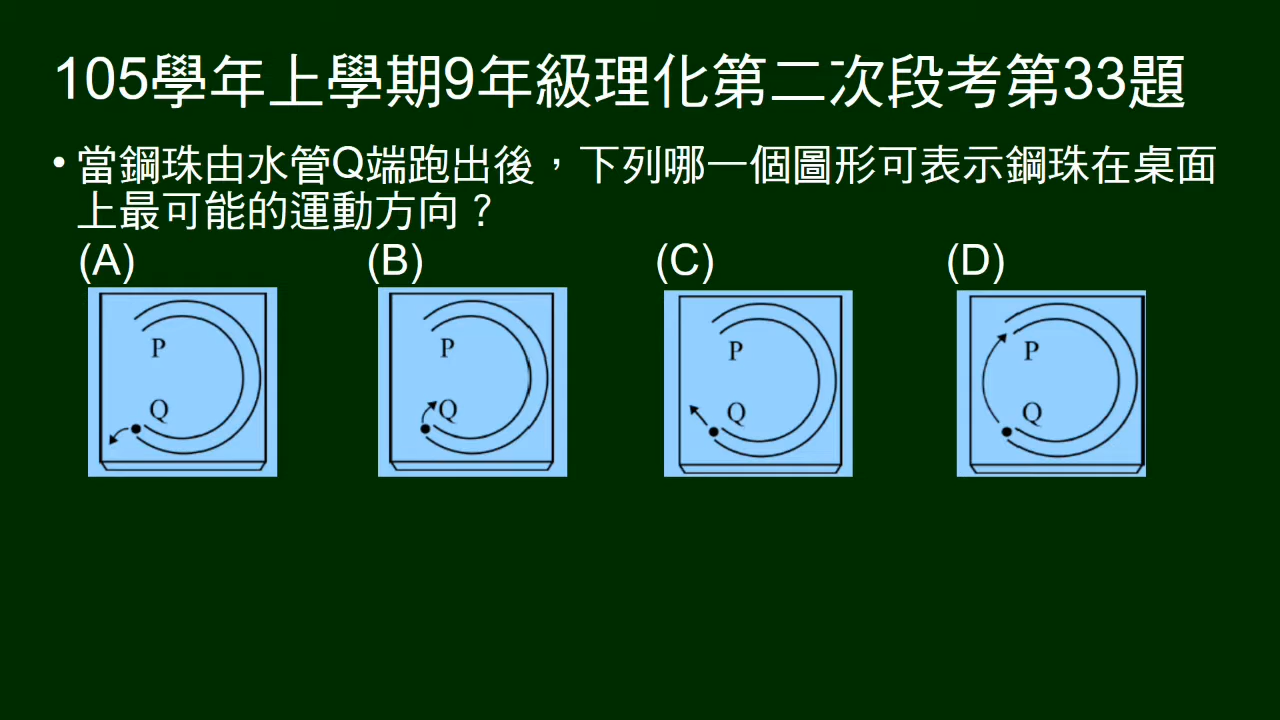 105學年上學期9年級理化第二次段考第33題
• 當鋼珠由水管Q端跑出後，下列哪一個圖形可表示鋼珠在桌面
上最可能的運動方向？
(A) (B) (C) (D)
P P P P
Q Q Q Q